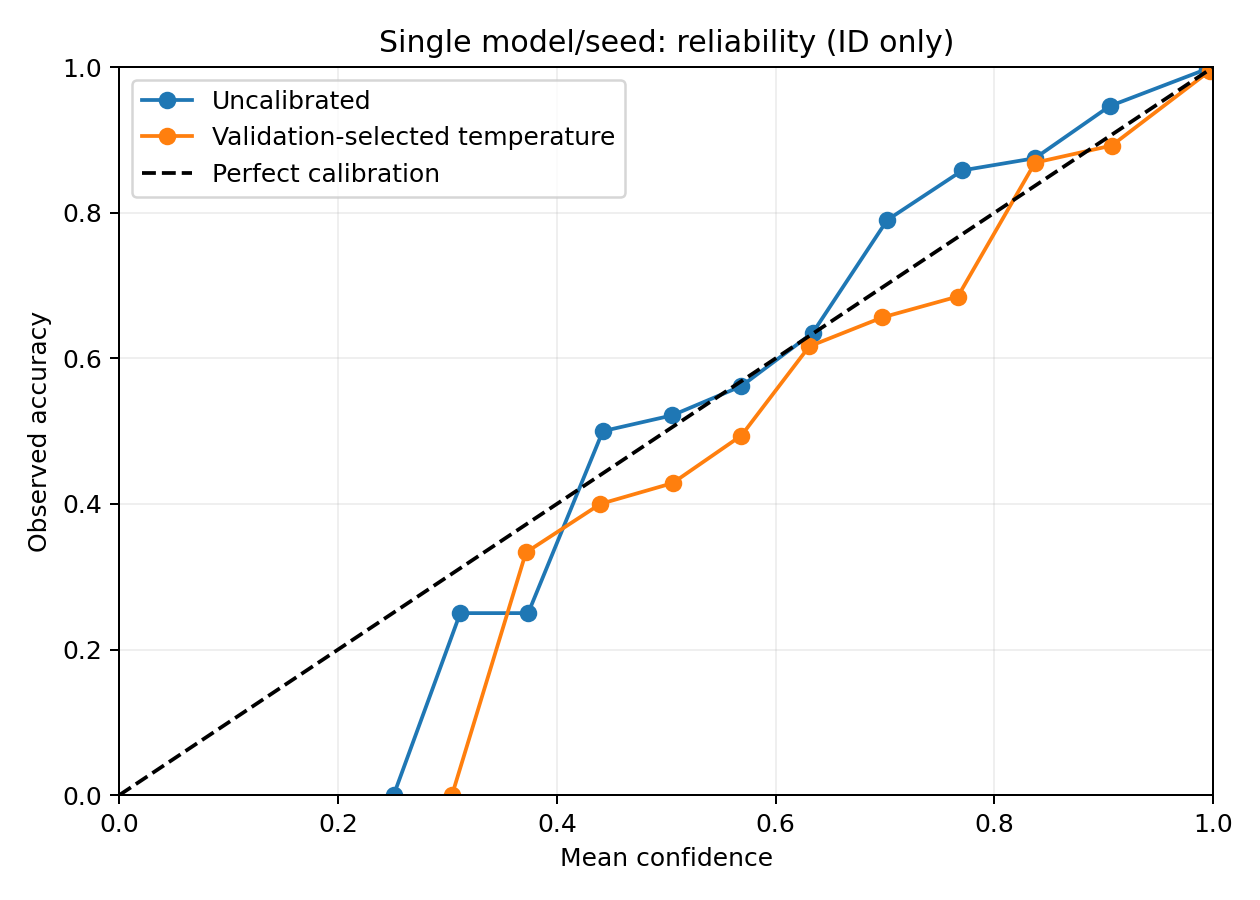 Single model/seed: reliability (ID only)
Uncalibrated
Validation-selected temperature
Perfect calibration
Observed accuracy
1.0
0.8
0.6
0.4
0.2
0.0
0.0 0.2 0.4 0.6 0.8 1.0
Mean confidence